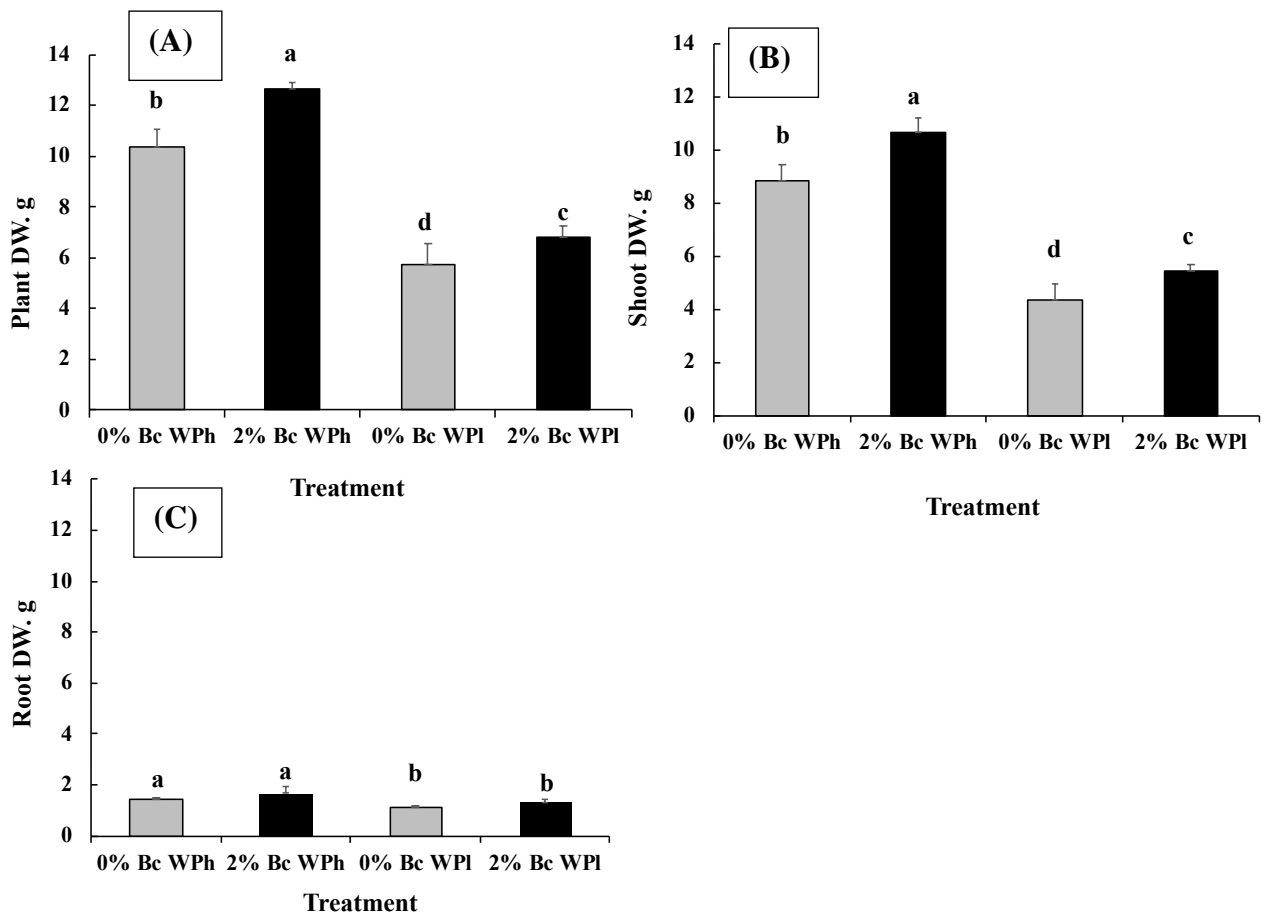 (A)
14
12
10
8
6
4
2
0
Plant DW. g
b
a
d
c
0% Bc WPh 2% Bc WPh 0% Bc WPl 2% Bc WPl
Treatment
(B)
14
12
10
8
6
4
2
0
Shoot DW. g
b
a
d
c
0% Bc WPh 2% Bc WPh 0% Bc WPl 2% Bc WPl
Treatment
(C)
14
12
10
8
6
4
2
0
Root DW. g
a
a
b
b
0% Bc WPh 2% Bc WPh 0% Bc WPl 2% Bc WPl
Treatment